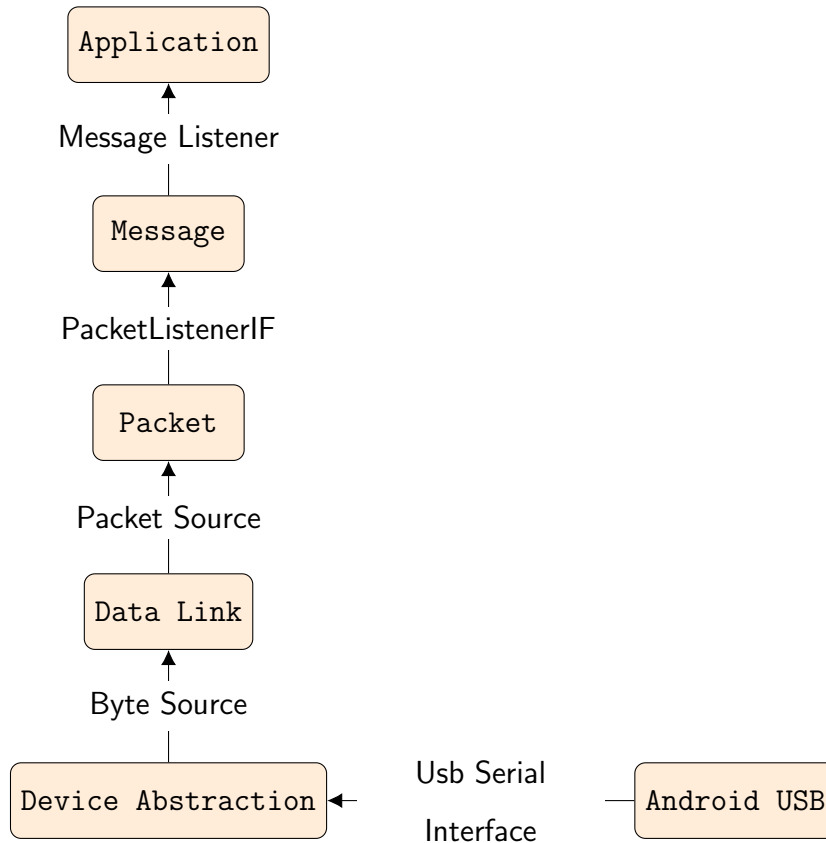 Application
Message Listener
Message
PacketListenerIF
Packet
Packet Source
Data Link
Byte Source
Device Abstraction
Usb Serial
Interface
Android USB